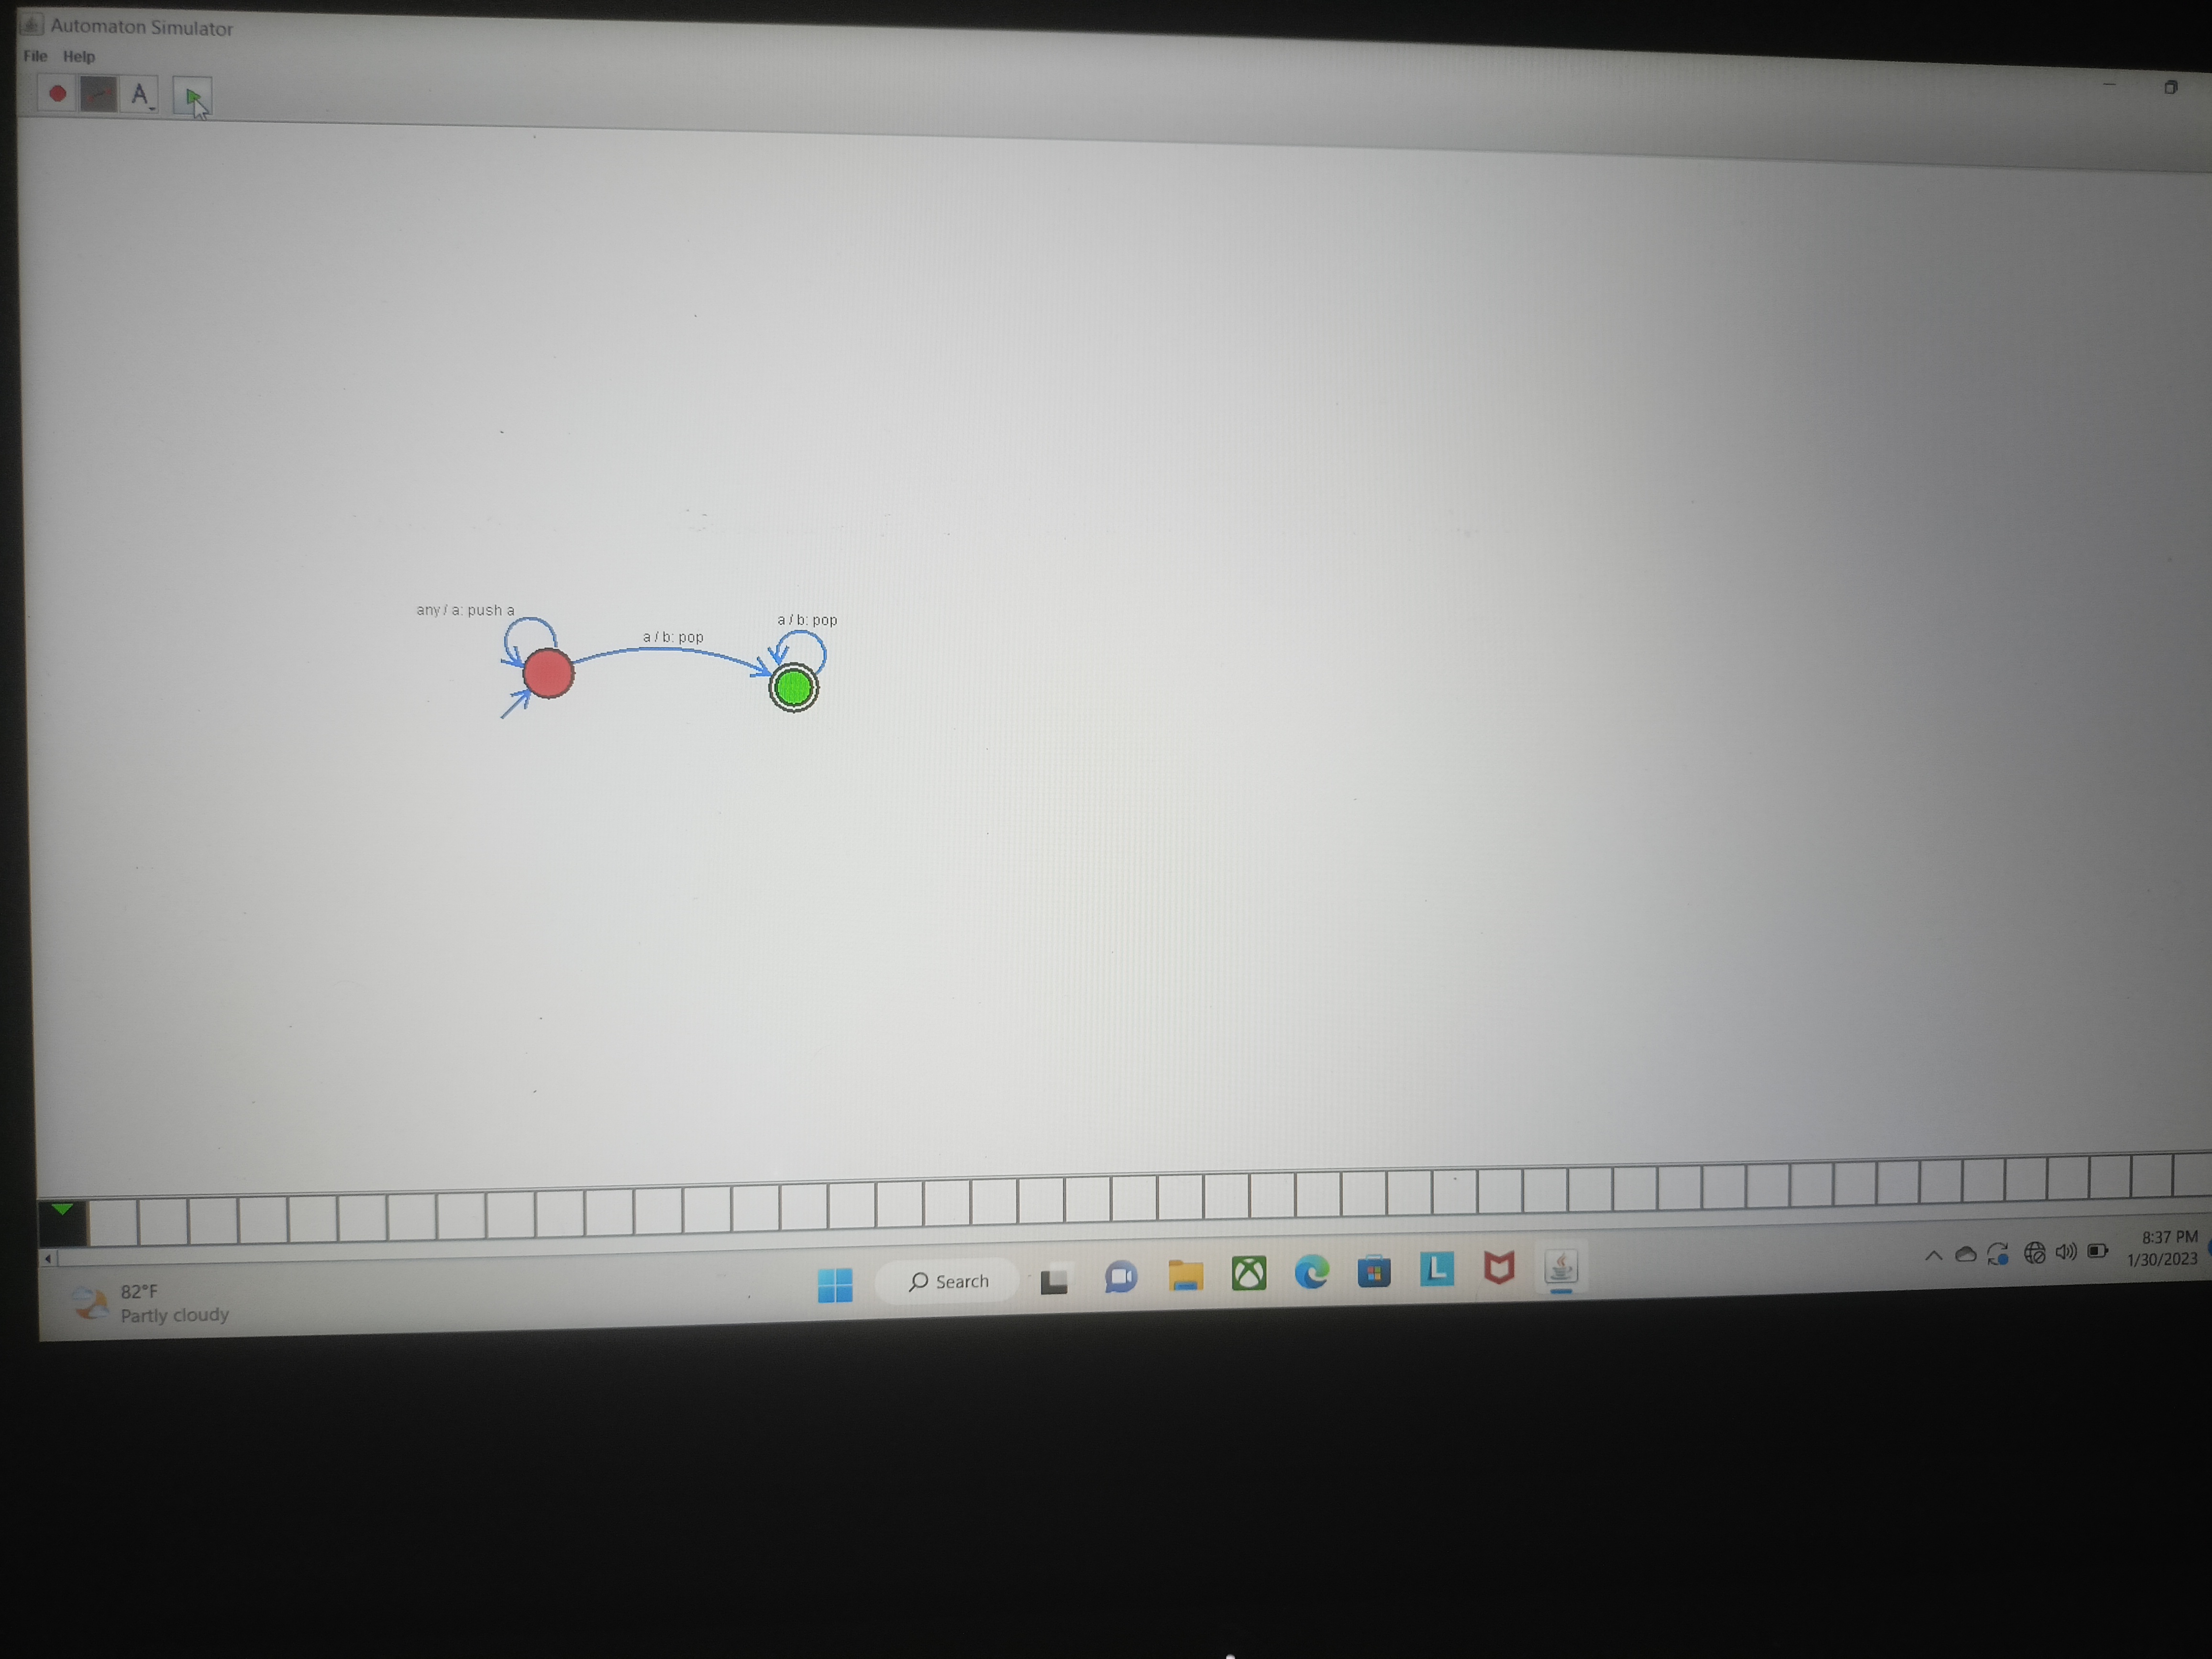 Automaton Simulator
File Help
A
any / a: push a
a / b: pop
a / b: pop
82°F
Partly cloudy
Search
L
8:37 PM
1/30/2023